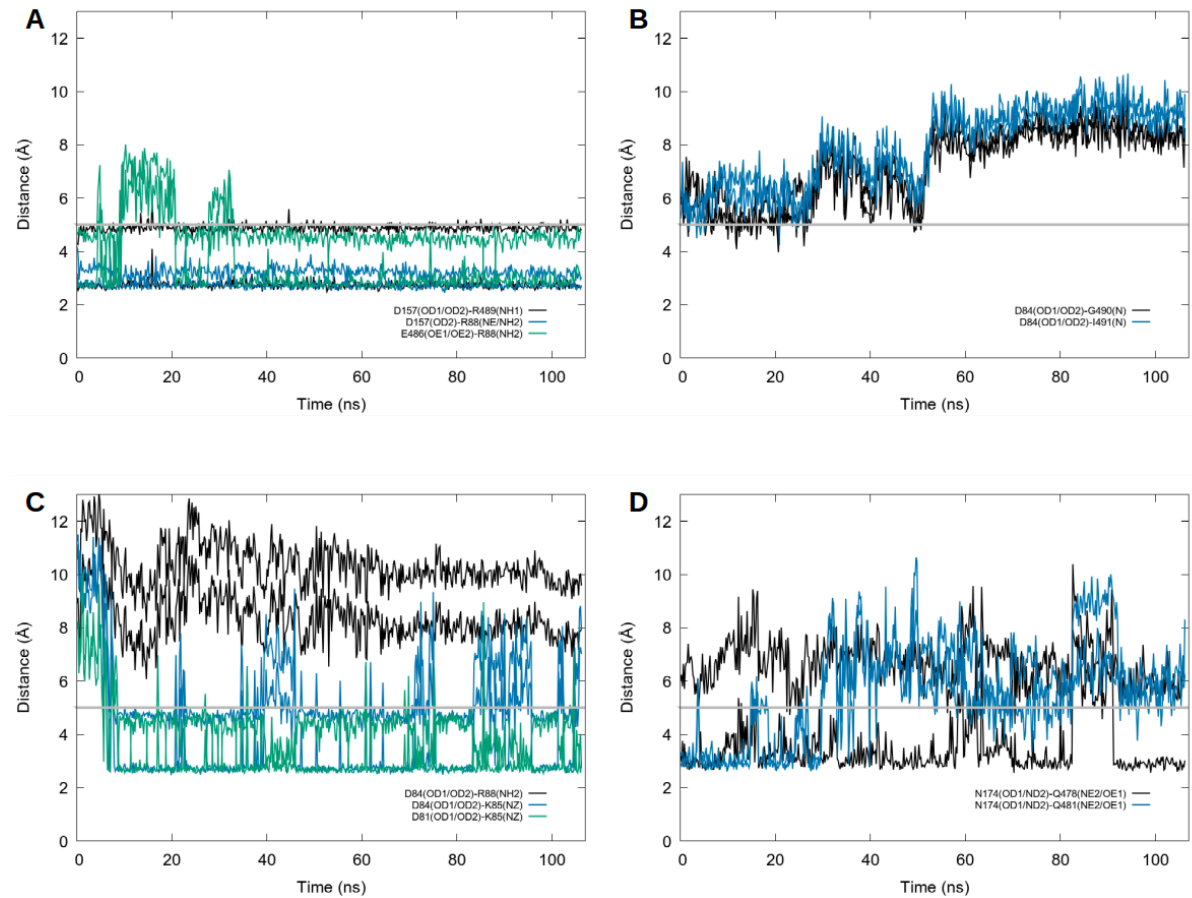 A
12
10
8
6
4
2
0
Distance (Å)
D157(OD1/OD2)-R489(NH1)
D157(OD2)-R88(NE/NH2)
E486(OE1/OE2)-R88(NH2)
0 20 40 60 80 100
Time (ns)
B
12
10
8
6
4
2
0
Distance (Å)
D84(OD1/OD2)-G490(N)
D84(OD1/OD2)-I491(N)
0 20 40 60 80 100
Time (ns)
C
12
10
8
6
4
2
0
Distance (Å)
D84(OD1/OD2)-R88(NH2)
D84(OD1/OD2)-K85(NZ)
D81(OD1/OD2)-K85(NZ)
0 20 40 60 80 100
Time (ns)
D
12
10
8
6
4
2
0
Distance (Å)
N174(OD1/ND2)-Q478(NE2/OE1)
N174(OD1/ND2)-Q481(NE2/OE1)
0 20 40 60 80 100
Time (ns)